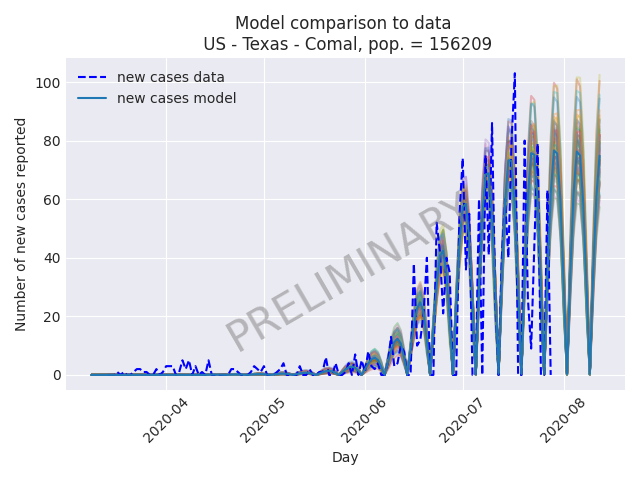 Model comparison to data
US - Texas - Comal, pop. = 156209
new cases data
new cases model
PRELIMINARY
Number of new cases reported
100
80
60
40
20
0
2020-04
2020-05
2020-06
2020-07
2020-08
Day